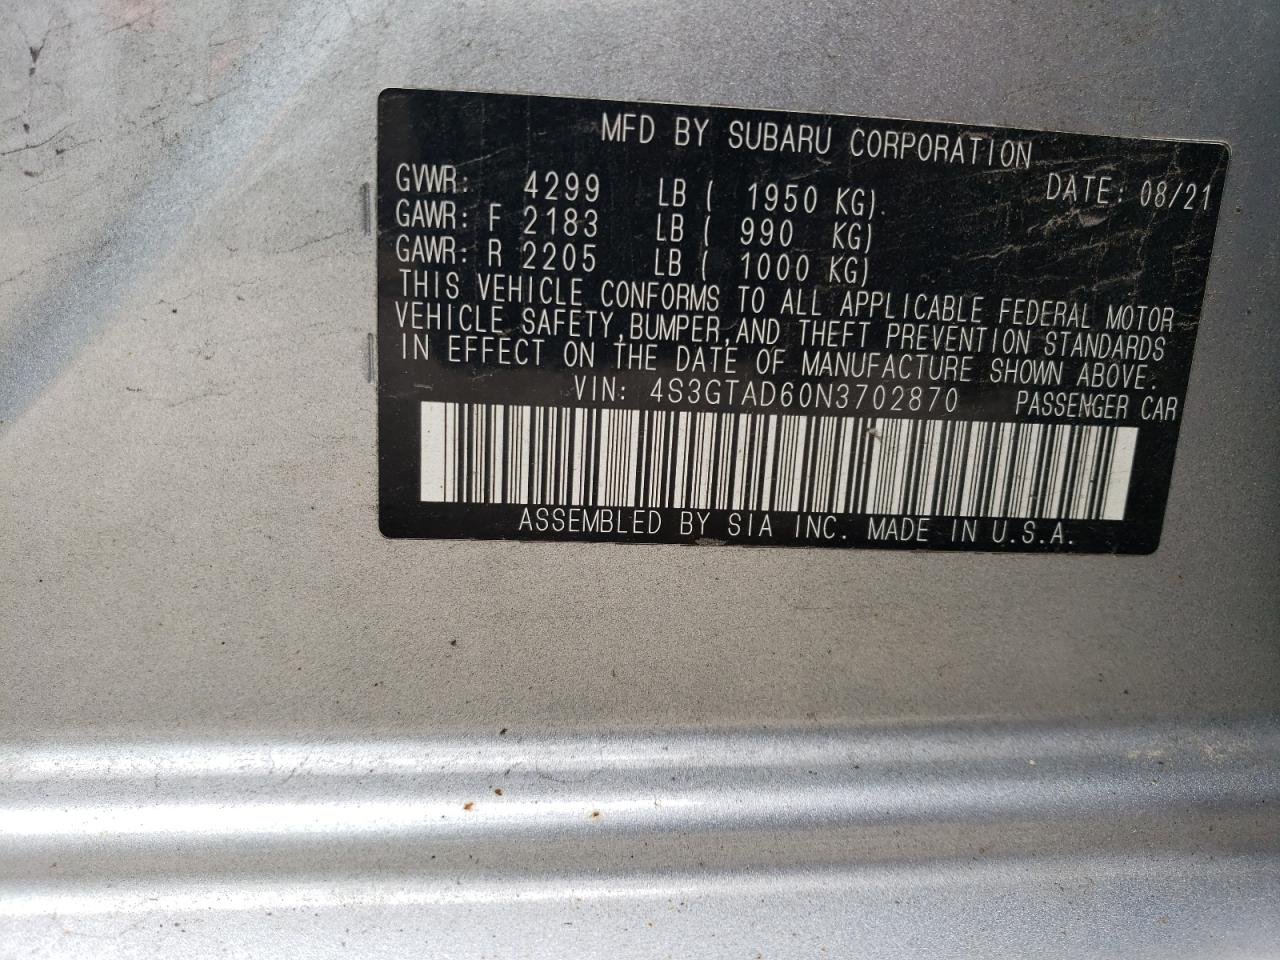 MFD BY SUBARU CORPORATION
GVWR: 4299 LB ( 1950 KG). DATE: 08/21
GAWR: F 2183 LB ( 990 KG)
GAWR: R 2205 LB ( 1000 KG)
THIS VEHICLE CONFORMS TO ALL APPLICABLE FEDERAL MOTOR
VEHICLE SAFETY,BUMPER,AND THEFT PREVENTION STANDARDS
IN EFFECT ON THE DATE OF MANUFACTURE SHOWN ABOVE.
VIN: 4S3GTAD60N3702870 PASSENGER CAR
ASSEMBLED BY SIA INC. MADE IN U.S.A.